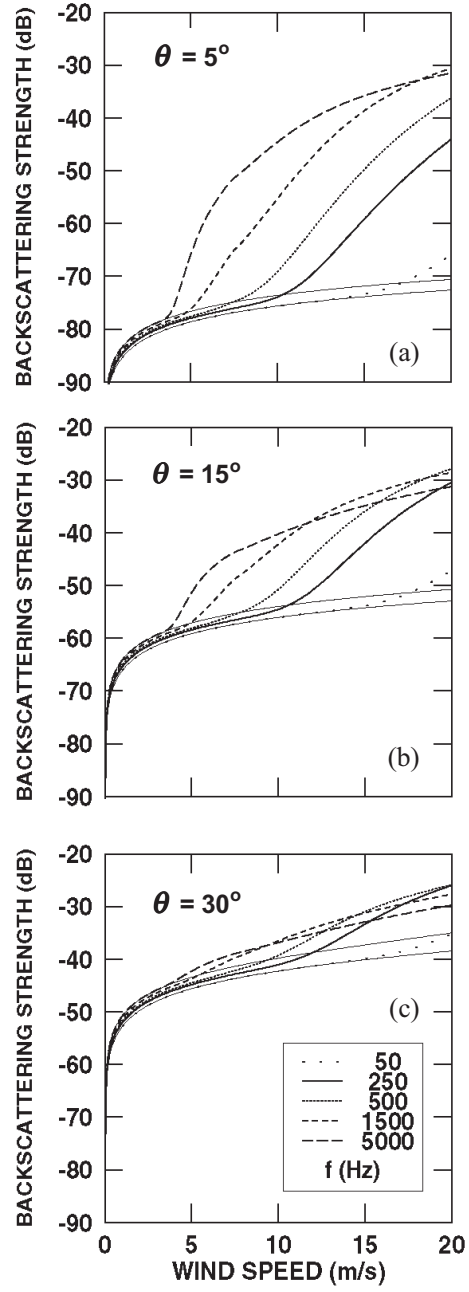 BACKSCATTERING STRENGTH (dB)
-20
-30
-40
-50
-60
-70
-80
-90
θ = 5°
(a)
BACKSCATTERING STRENGTH (dB)
-20
-30
-40
-50
-60
-70
-80
-90
θ = 15°
(b)
BACKSCATTERING STRENGTH (dB)
-20
-30
-40
-50
-60
-70
-80
-90
θ = 30°
(c)
50
250
500
1500
5000
f (Hz)
0 5 10 15 20
WIND SPEED (m/s)